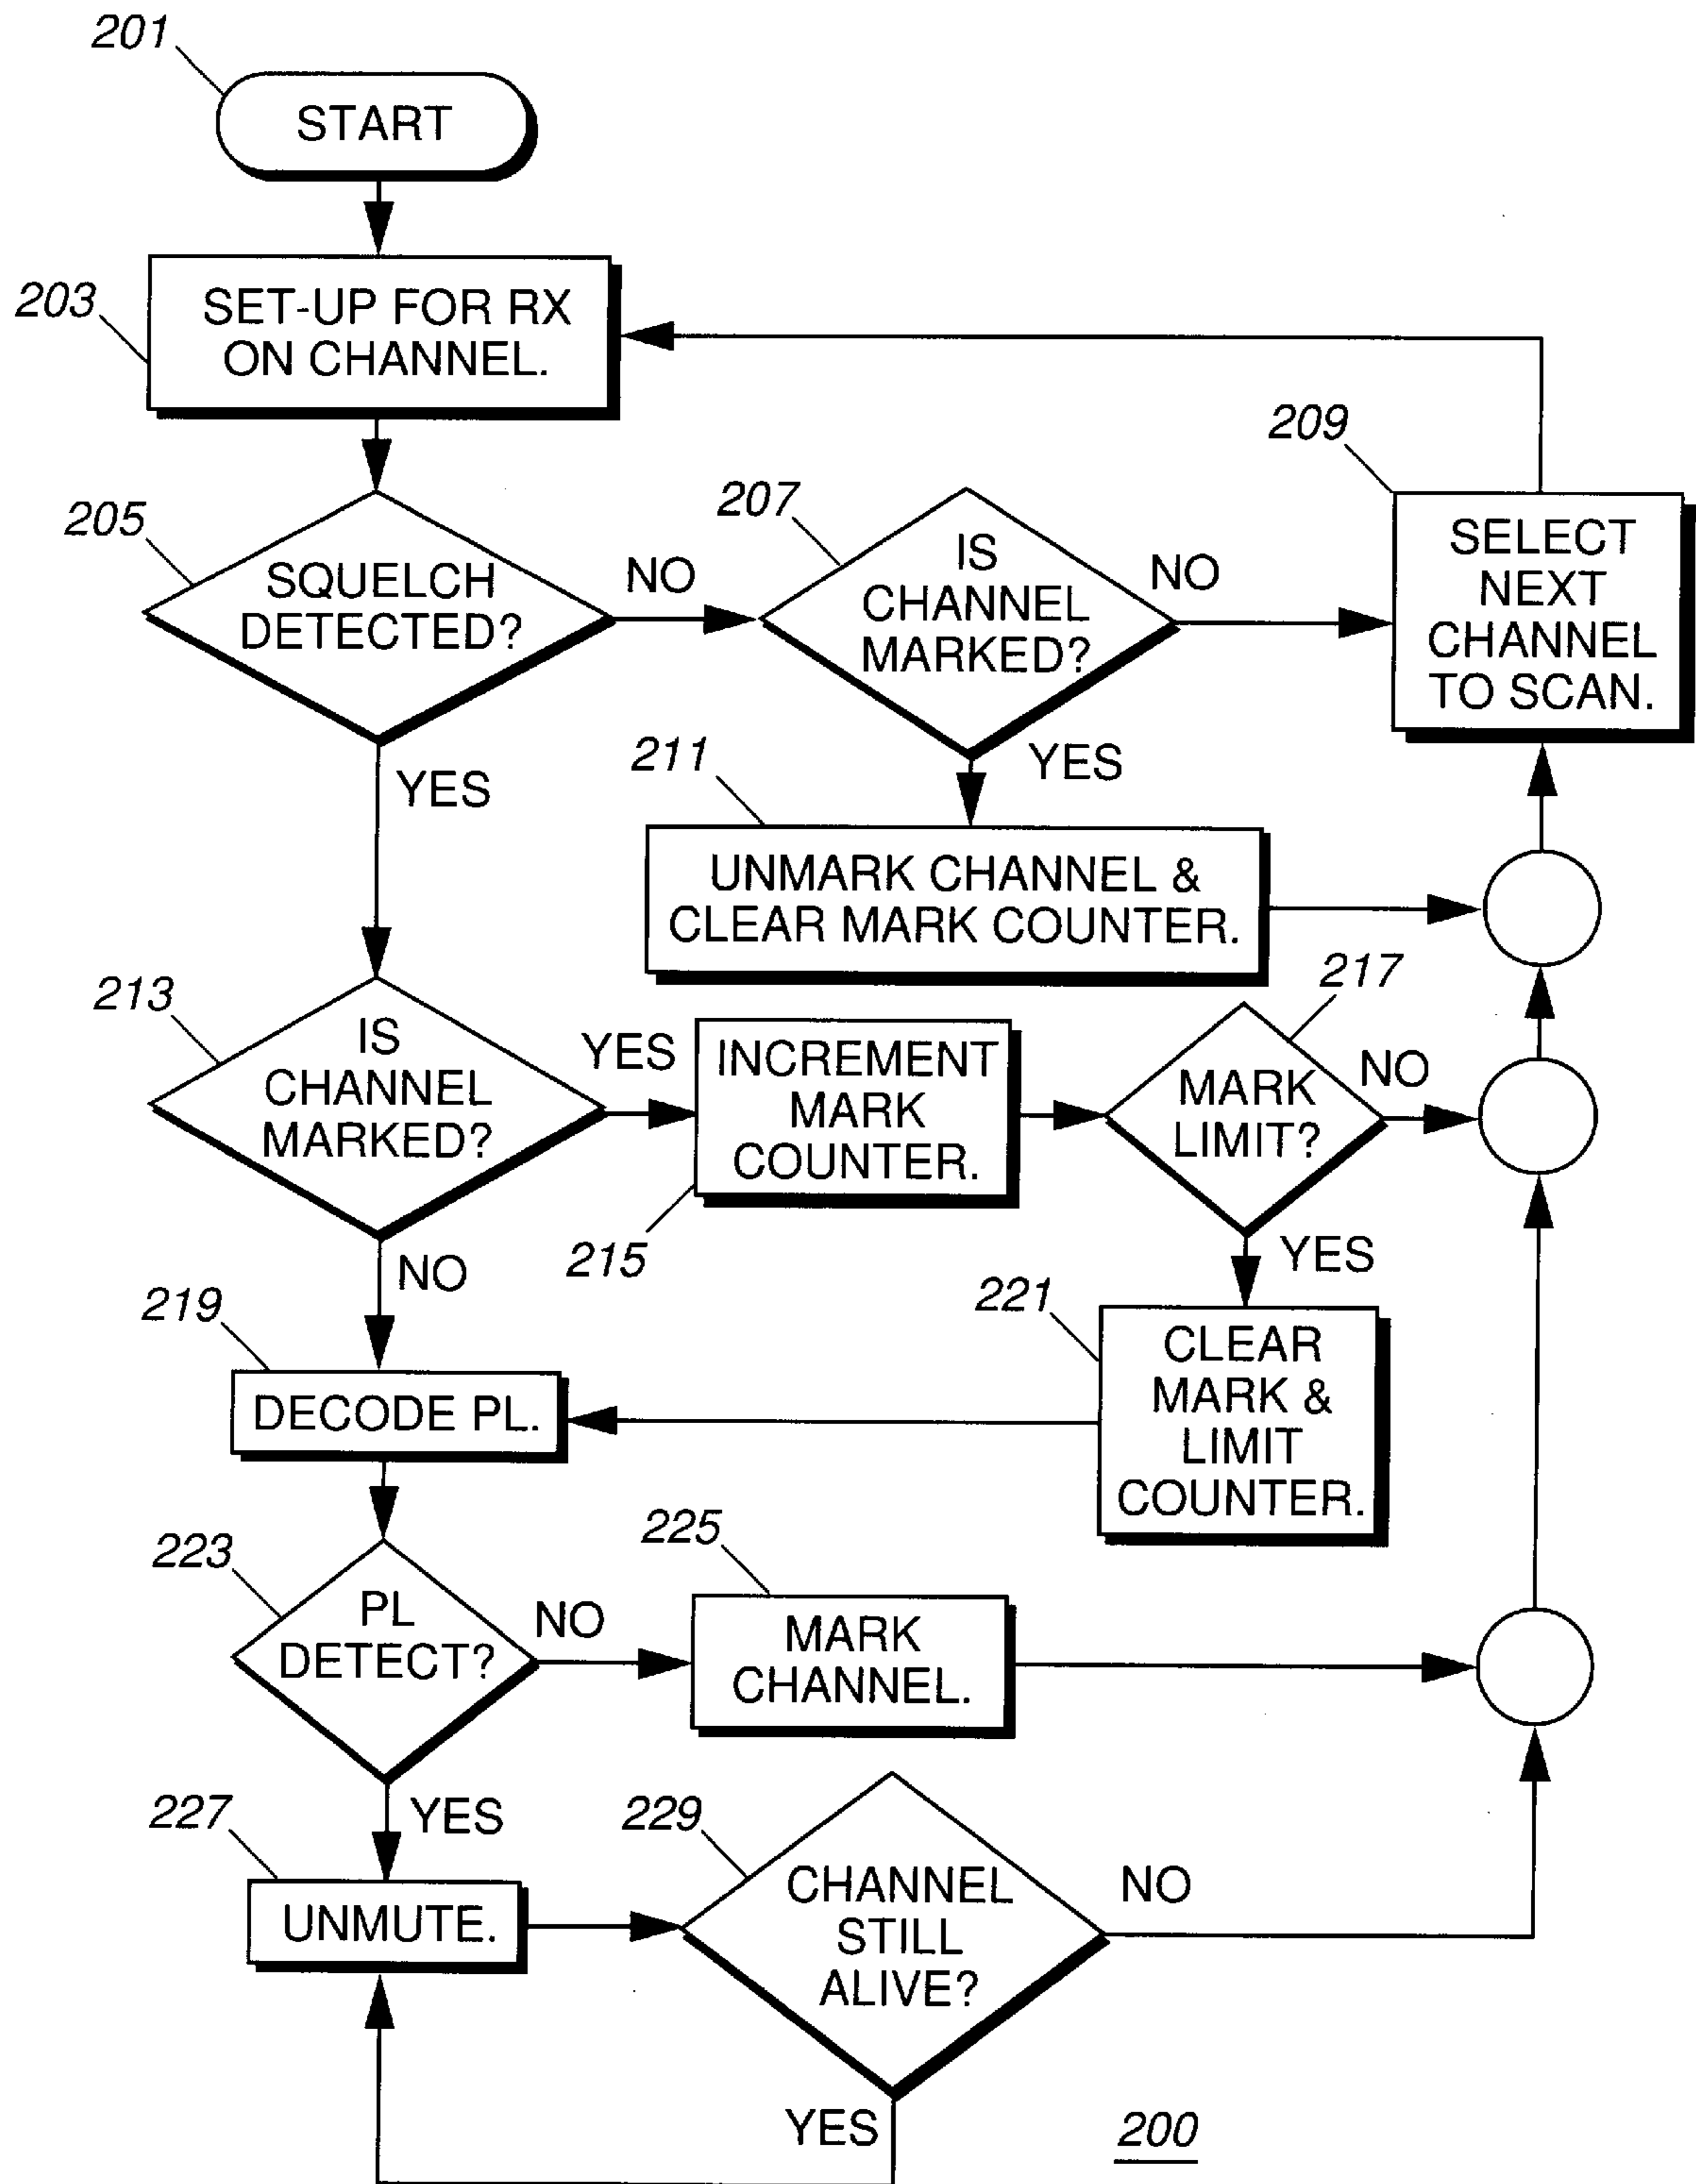 201
START
203
SET-UP FOR RX
ON CHANNEL.
209
SELECT
NEXT
CHANNEL
TO SCAN.
205
SQUELCH
DETECTED?
NO
YES
207
IS
CHANNEL
MARKED?
NO
YES
211
UNMARK CHANNEL &
CLEAR MARK COUNTER.
213
IS
CHANNEL
MARKED?
YES
NO
INCREMENT
MARK
COUNTER.
215
217
MARK
LIMIT?
NO
YES
219
DECODE PL.
221
CLEAR
MARK &
LIMIT
COUNTER.
223
PL
DETECT?
NO
YES
225
MARK
CHANNEL.
227
UNMUTE.
229
CHANNEL
STILL
ALIVE?
NO
YES
200